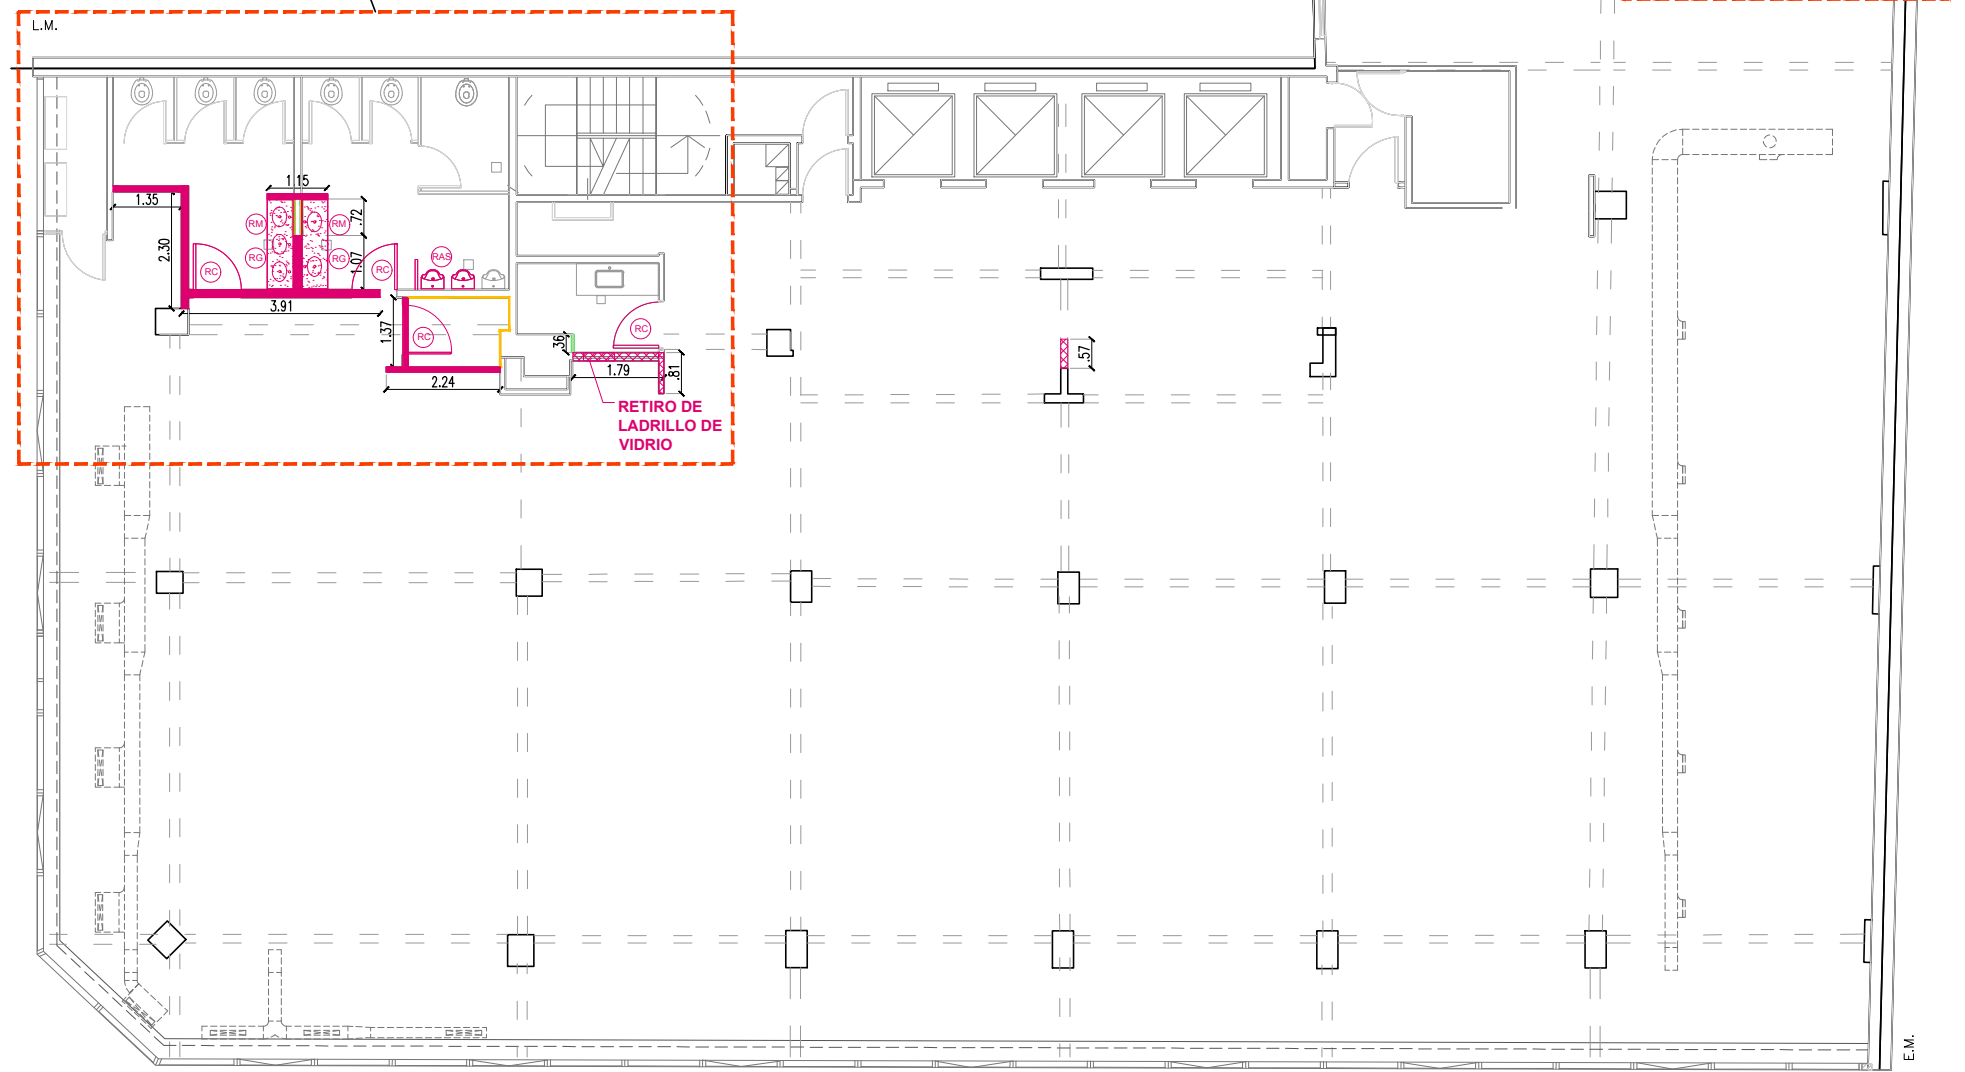 L.M.
1.15
1.35
.72
RM
RM
2.30
RG
RG
1.07
RAS
RC
RC
3.91
1.37
RC
RC
.36
.57
1.79
.81
2.24
RETIRO DE
LADRILLO DE
VIDRIO
E.M.